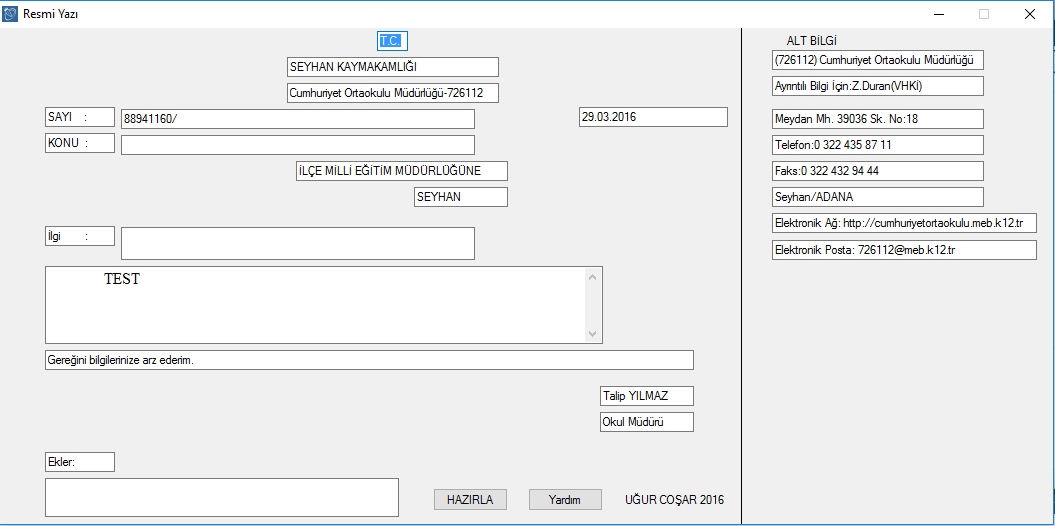 Resmi Yazı
T.C.
SEYHAN KAYMAKAMLIĞI
Cumhuriyet Ortaokulu Müdürlüğü-726112
SAYI :
88941160/
29.03.2016
KONU :
İLÇE MİLLİ EĞİTİM MÜDÜRLÜĞÜNE
SEYHAN
İlgi :
TEST
Gereğini bilgilerinize arz ederim.
Talip YILMAZ
Okul Müdürü
Ekler:
HAZIRLA
Yardım
UĞUR COŞAR 2016
ALT BİLGİ
(726112) Cumhuriyet Ortaokulu Müdürlüğü
Ayrıntılı Bilgi İçin:Z.Duran(VHKİ)
Meydan Mh. 39036 Sk. No:18
Telefon:0 322 435 87 11
Faks:0 322 432 94 44
Seyhan/ADANA
Elektronik Ağ: http://cumhuriyetortaokulu.meb.k12.tr
Elektronik Posta: 726112@meb.k12.tr